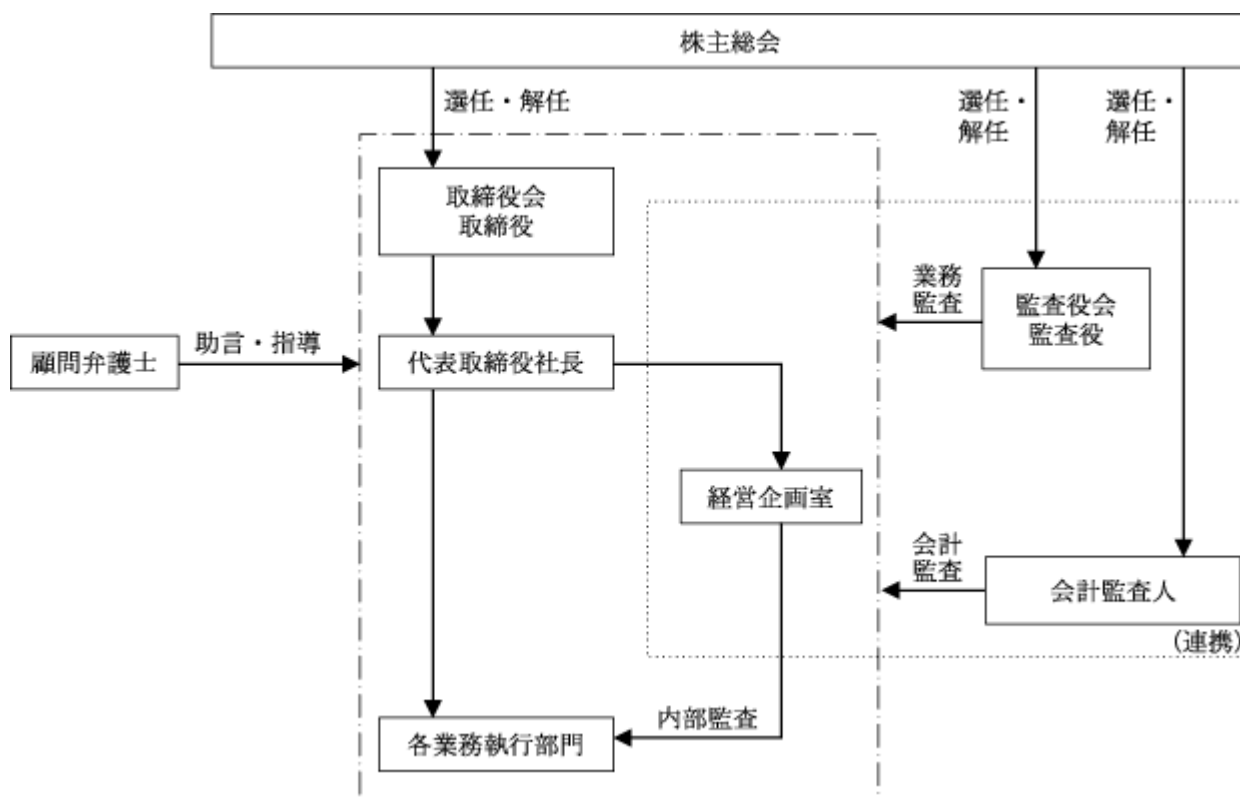 株主総会
選任・解任
選任・
解任
選任・
解任
取締役会
取締役
業務
監査
監査役会
監査役
顧問弁護士
助言・指導
代表取締役社長
経営企画室
会計
監査
会計監査人
(連携)
内部監査
各業務執行部門